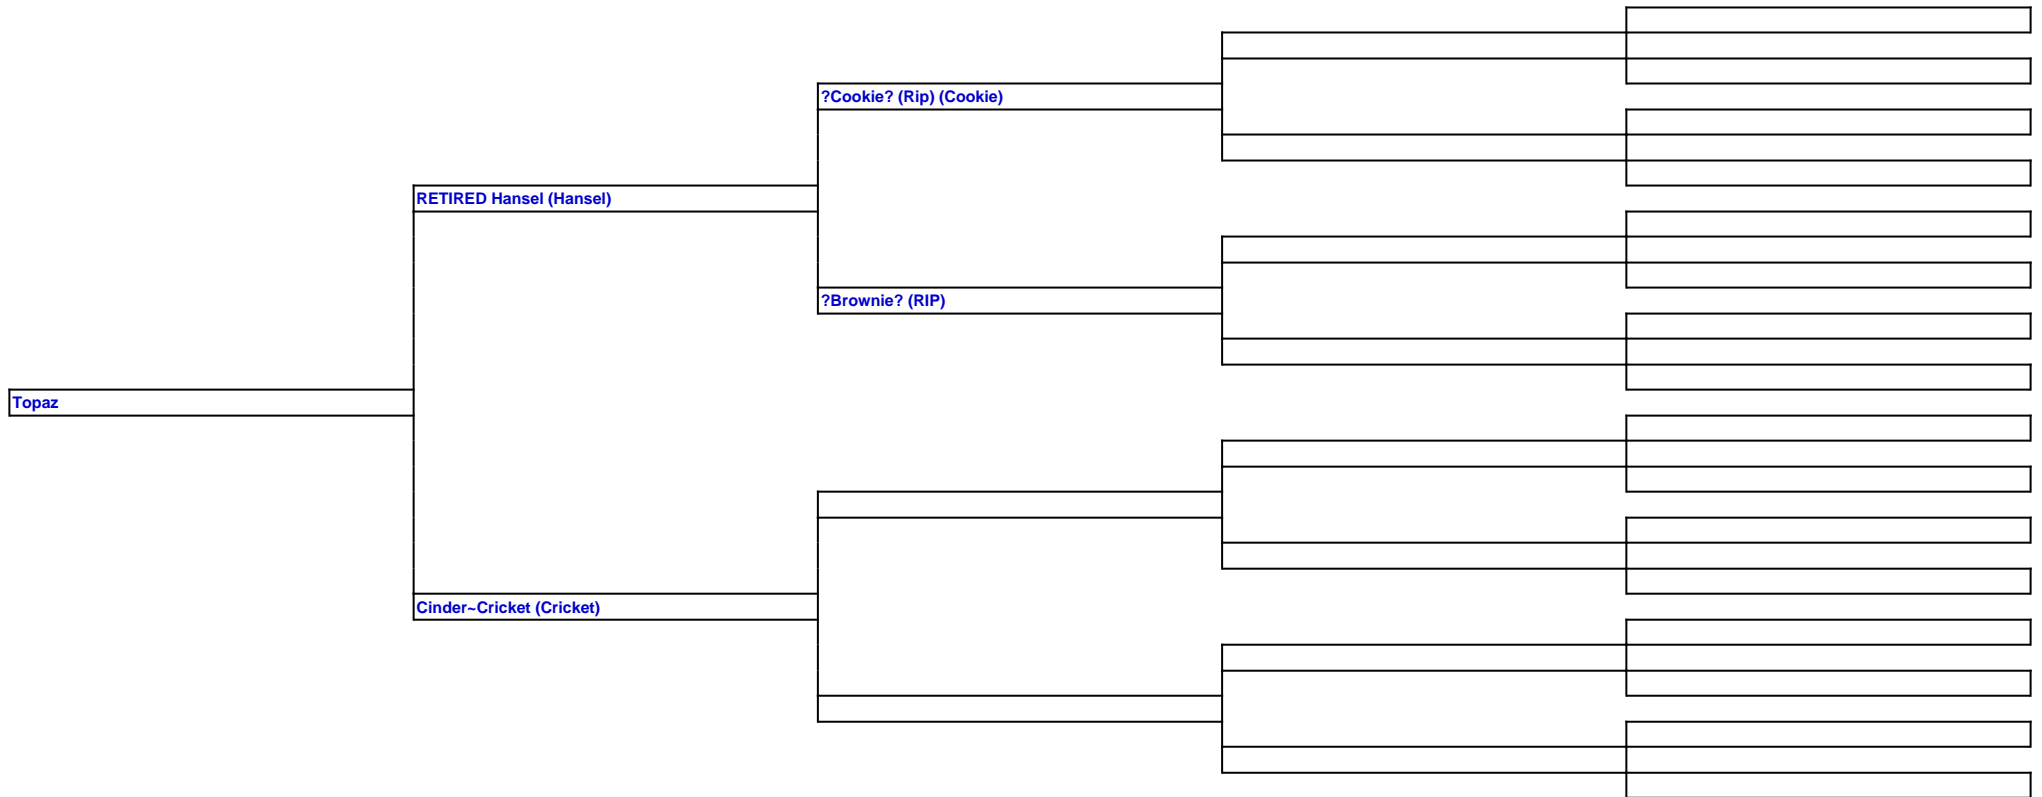 ?Cookie? (Rip) (Cookie)
RETIRED Hansel (Hansel)
?Brownie? (RIP)
Topaz
Cinder~Cricket (Cricket)